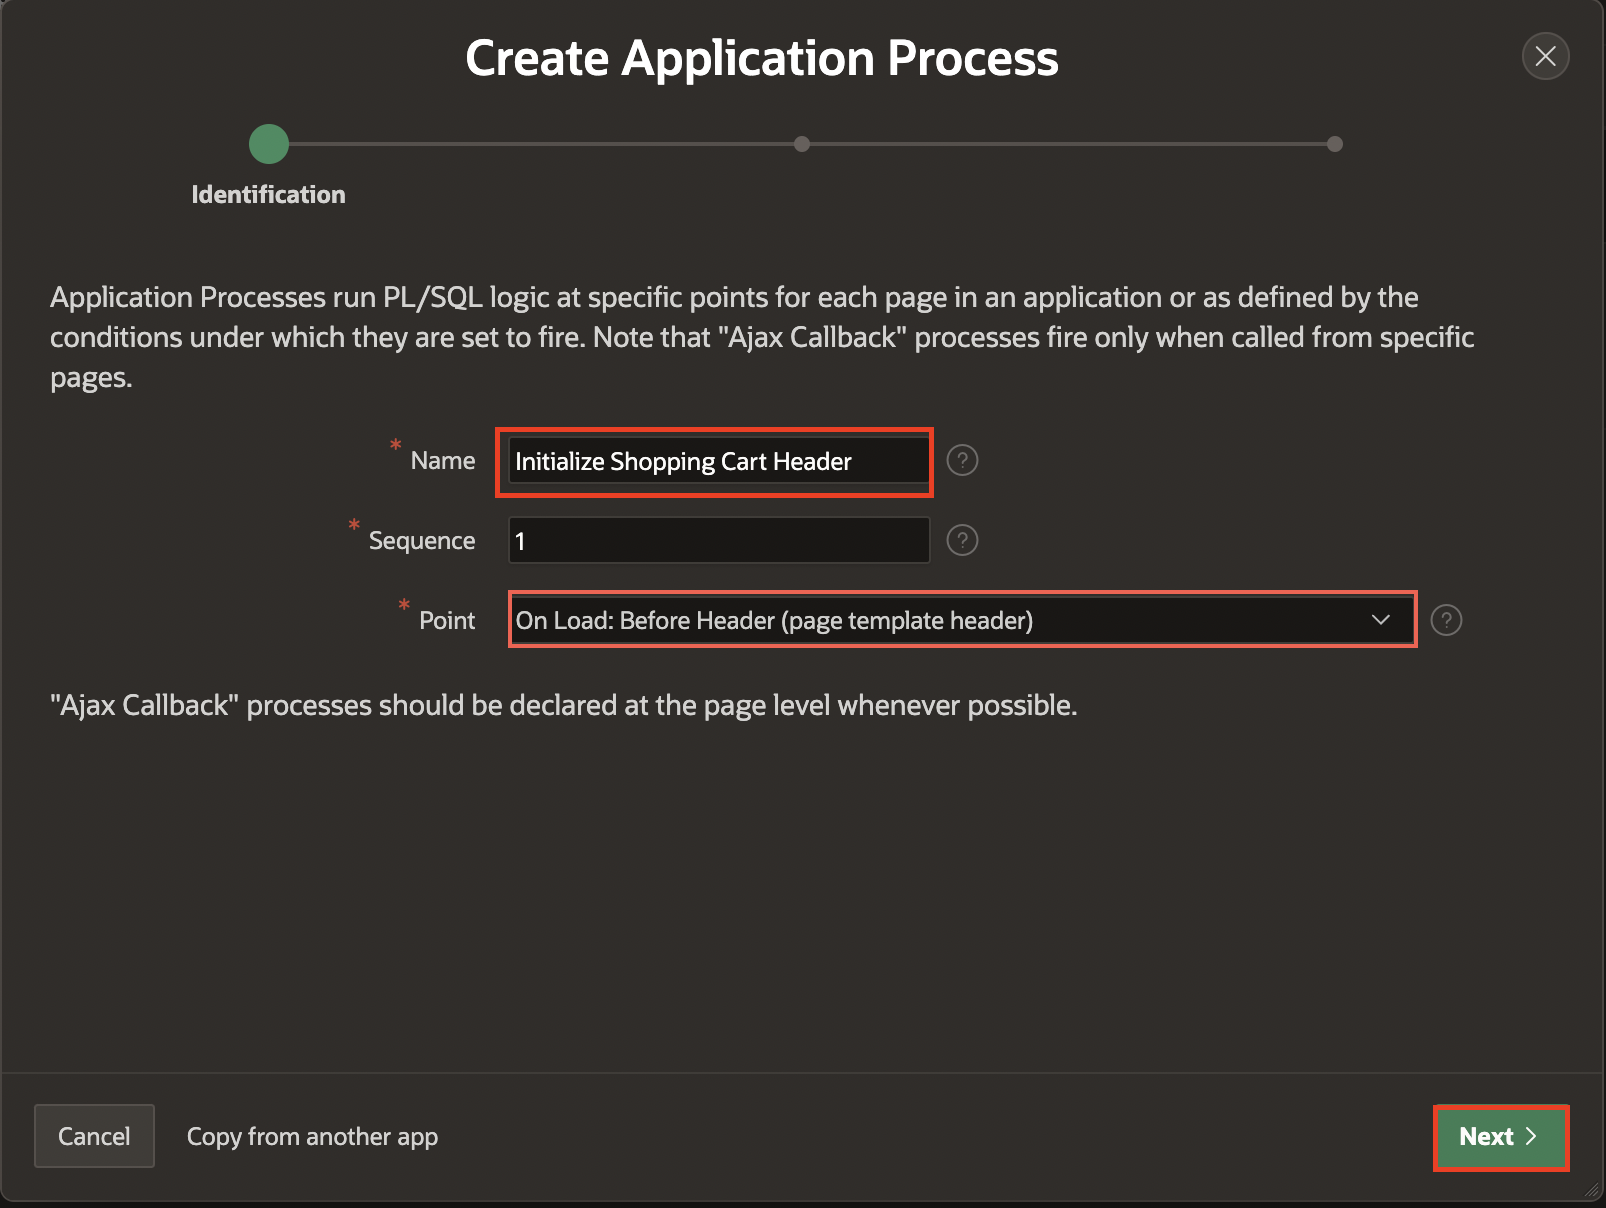 Create Application Process
Identification
Application Processes run PL/SQL logic at specific points for each page in an application or as defined by the
conditions under which they are set to fire. Note that "Ajax Callback" processes fire only when called from specific
pages.
* Name Initialize Shopping Cart Header ?
* Sequence 1 ?
* Point On Load: Before Header (page template header) ?
"Ajax Callback" processes should be declared at the page level whenever possible.
Cancel Copy from another app Next